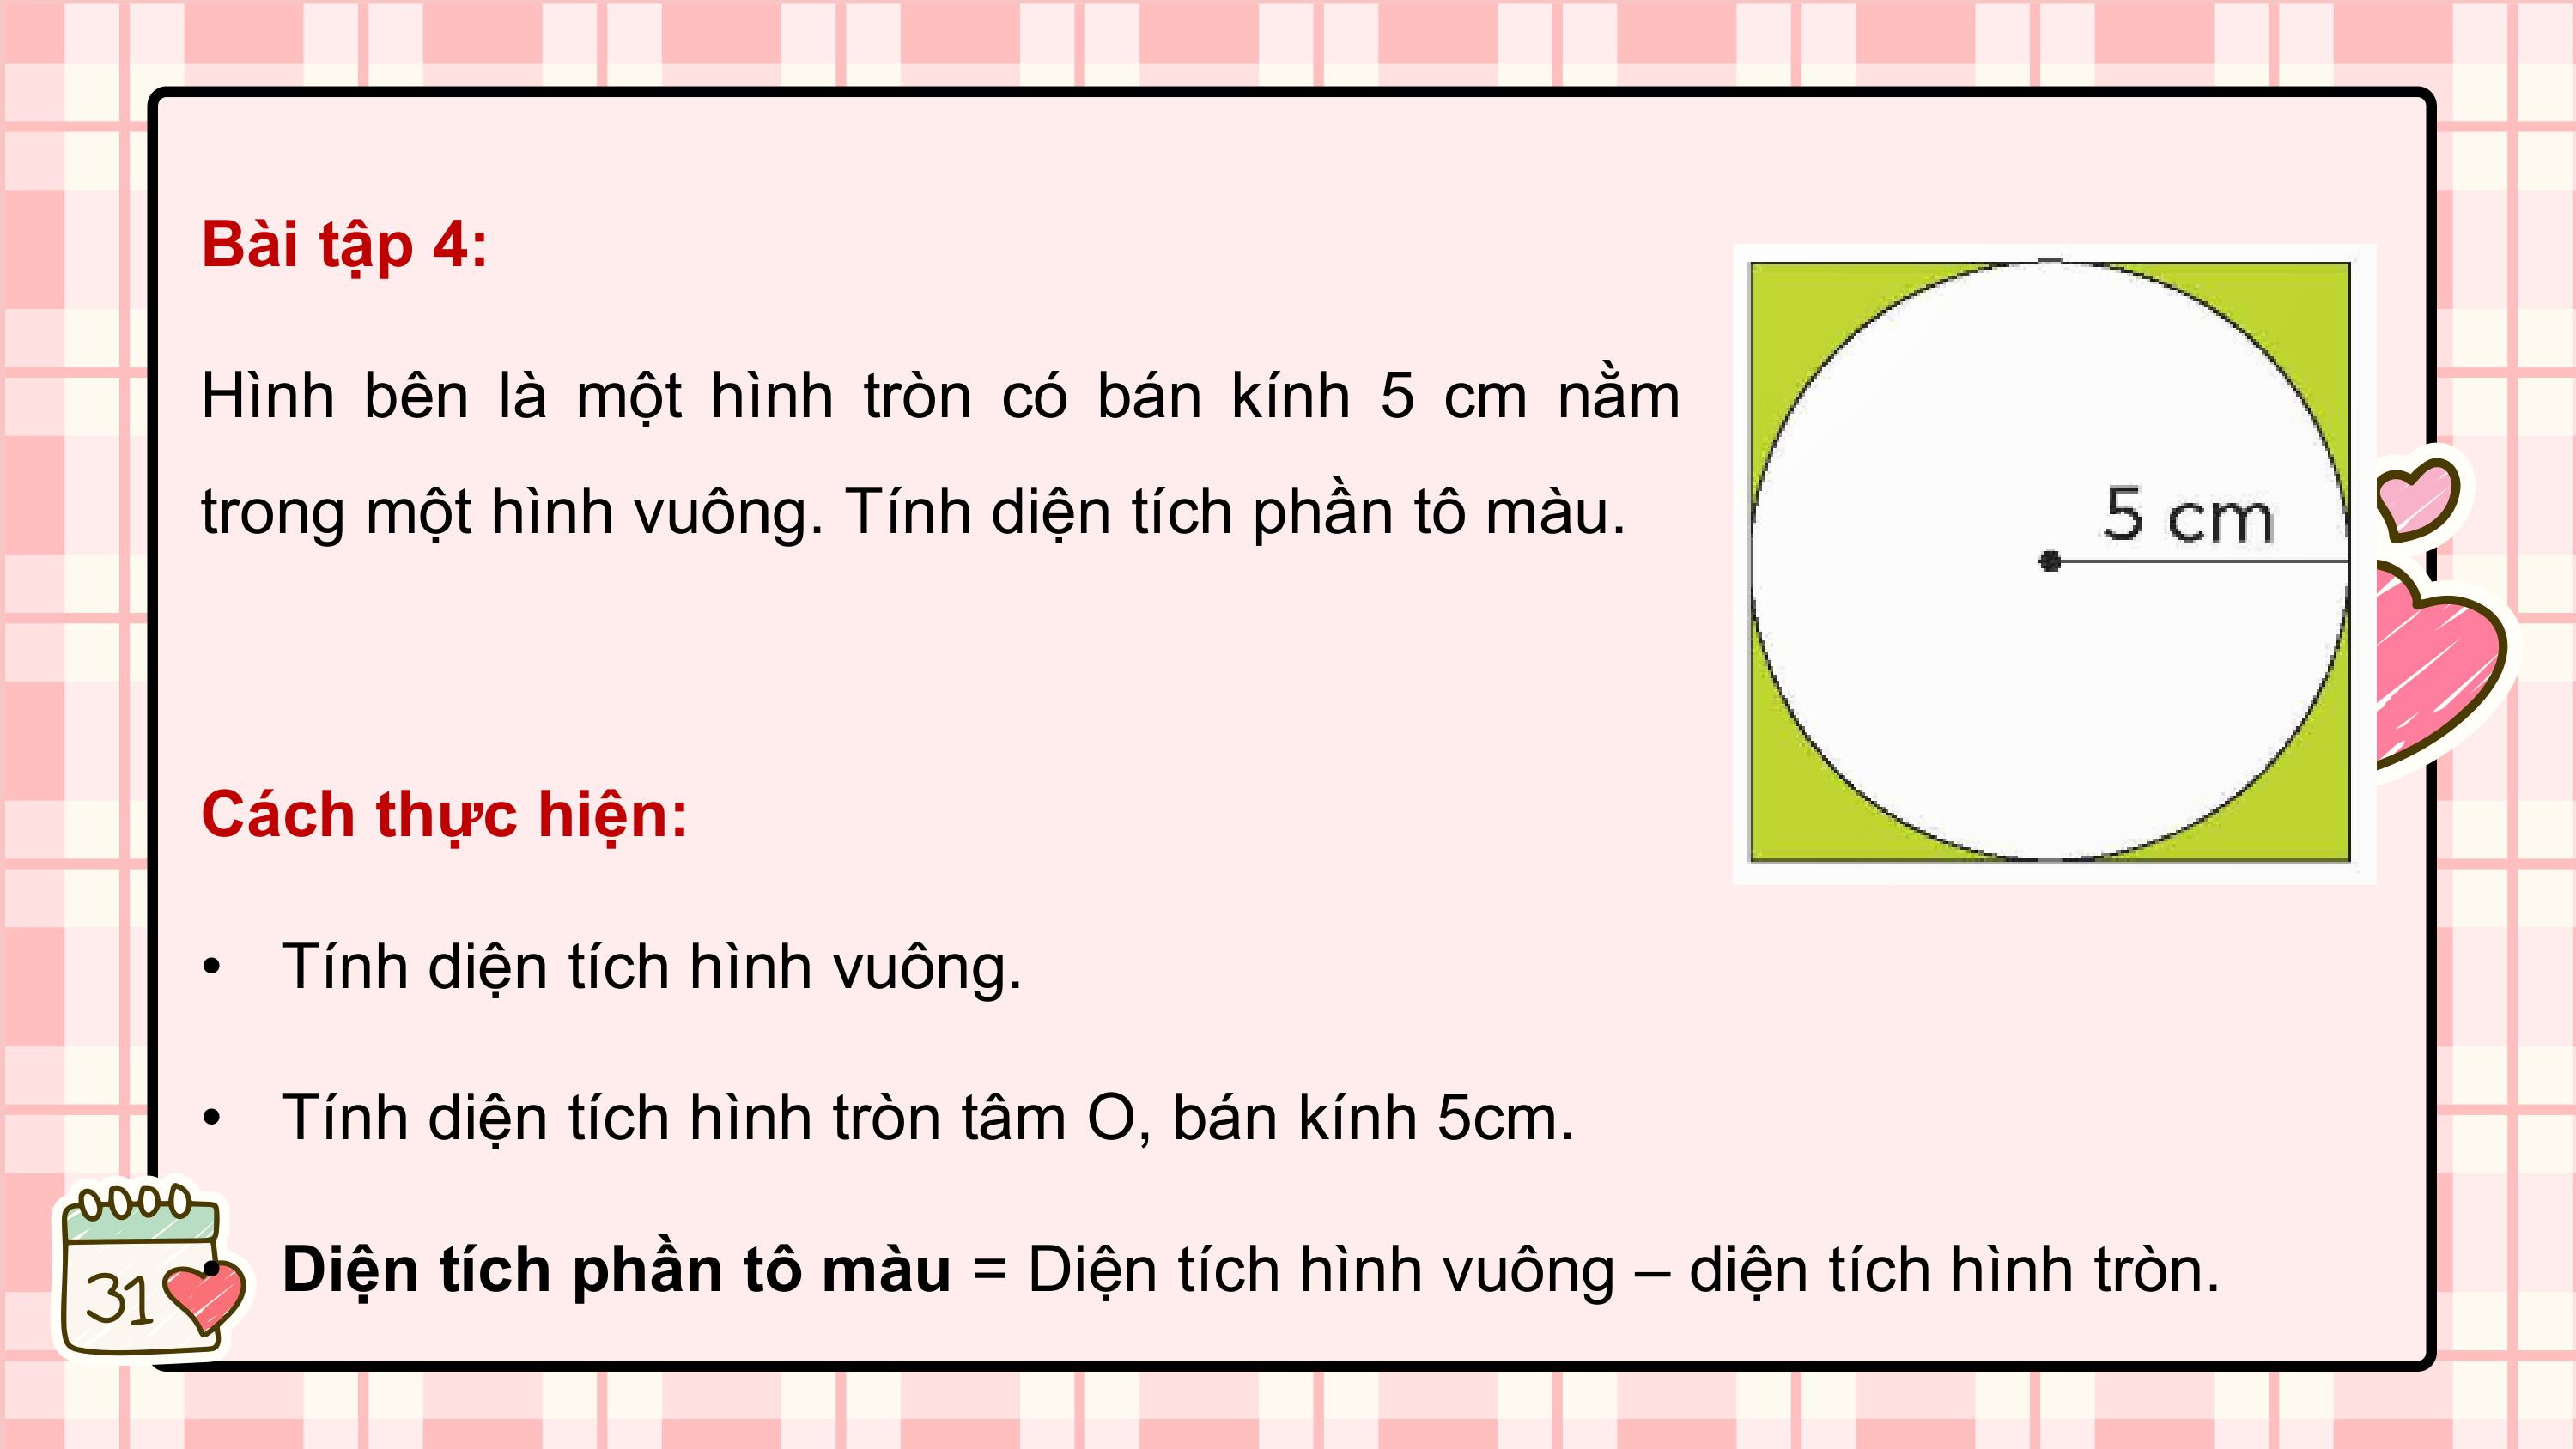 Bài tập 4:
Hình bên là một hình tròn có bán kính 5 cm nằm
trong một hình vuông. Tính diện tích phần tô màu.
5 cm
Cách thực hiện:
• Tính diện tích hình vuông.
• Tính diện tích hình tròn tâm O, bán kính 5cm.
• Diện tích phần tô màu = Diện tích hình vuông – diện tích hình tròn.
31